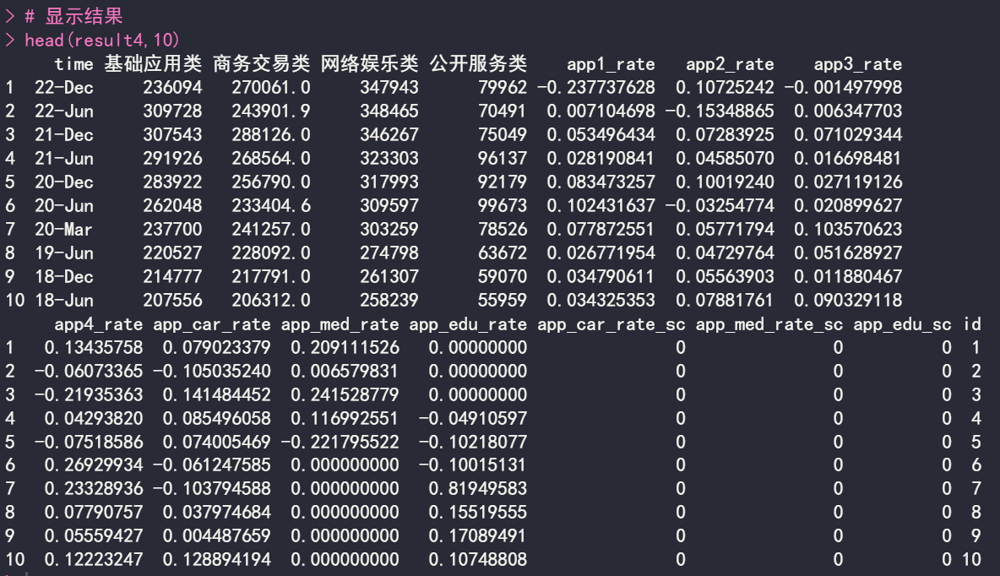 > # 显示结果
> head(result4,10)
time 基础应用类 商务交易类 网络娱乐类 公开服务类 app1_rate app2_rate app3_rate
1 22-Dec 236094 270061.0 347943 79962 -0.237737628 0.10725242 -0.001497998
2 22-Jun 309728 243901.9 348465 70491 0.007104698 -0.15348865 0.006347703
3 21-Dec 307543 288126.0 346267 75049 0.053496434 0.07283925 0.071029344
4 21-Jun 291926 268564.0 323303 96137 0.028190841 0.04585070 0.016698481
5 20-Dec 283922 256790.0 317993 92179 0.083473257 0.10019240 0.027119126
6 20-Jun 262048 233404.6 309597 99673 0.102431637 -0.03254774 0.020899627
7 20-Mar 237700 241257.0 303259 78526 0.077872551 0.05771794 0.103570623
8 19-Jun 220527 228092.0 274798 63672 0.026771954 0.04729764 0.051628927
9 18-Dec 214777 217791.0 261307 59070 0.034790611 0.05563903 0.011880467
10 18-Jun 207556 206312.0 258239 55959 0.034325353 0.07881761 0.090329118
app4_rate app_car_rate app_med_rate app_edu_rate app_car_rate_sc app_med_rate_sc app_edu_sc id
1 0.13435758 0.079023379 0.209111526 0.00000000 0 0 0 1
2 -0.06073365 -0.105035240 0.006579831 0.00000000 0 0 0 2
3 -0.21935363 0.141484452 0.241528779 0.00000000 0 0 0 3
4 0.04293820 0.085496058 0.116992551 -0.04910597 0 0 0 4
5 -0.07518586 0.074005469 -0.221795522 -0.10218077 0 0 0 5
6 0.26929934 -0.061247585 0.000000000 -0.10015131 0 0 0 6
7 0.23328936 -0.103794588 0.000000000 0.81949583 0 0 0 7
8 0.07790757 0.037974684 0.000000000 0.15519555 0 0 0 8
9 0.05559427 0.004487659 0.000000000 0.17089491 0 0 0 9
10 0.12223247 0.128894194 0.000000000 0.10748808 0 0 0 10